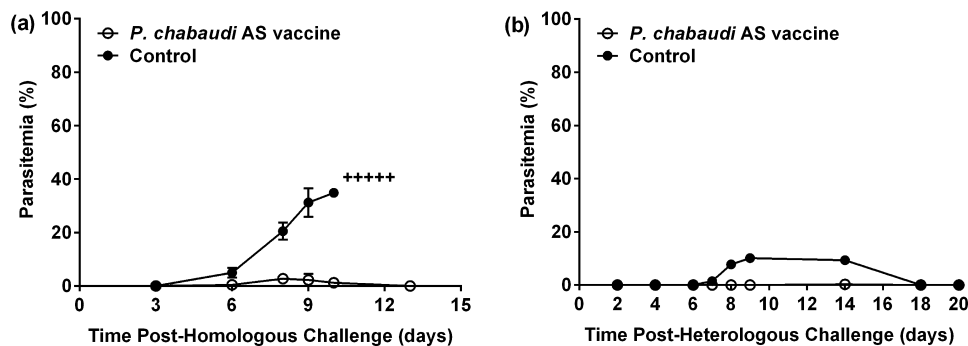 (a)
P. chabaudi AS vaccine
Control
100
80
60
40
20
0
Parasitemia (%)
+++++
0 3 6 9 12 15
Time Post-Homologous Challenge (days)
(b)
P. chabaudi AS vaccine
Control
100
80
60
40
20
0
Parasitemia (%)
0 2 4 6 8 10 12 14 16 18 20
Time Post-Heterologous Challenge (days)